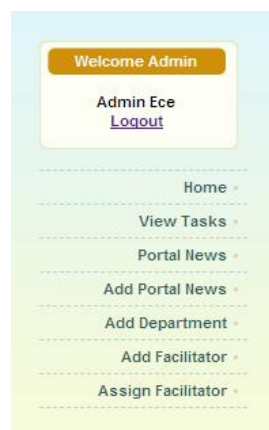 Welcome Admin
Admin Ece
Logout
Home
View Tasks
Portal News
Add Portal News
Add Department
Add Facilitator
Assign Facilitator